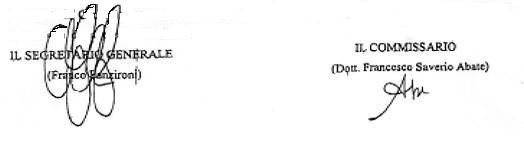 IL SEGRETARIO GENERALE
(Franco Panzironi)
IL COMMISSARIO
(Dott. Francesco Saverio Abate)